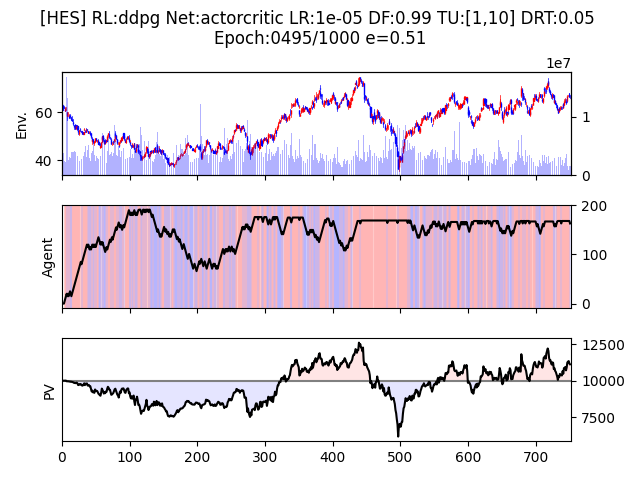 [HES] RL:ddpg Net:actorcritic LR:1e-05 DF:0.99 TU:[1,10] DRT:0.05
Epoch:0495/1000 e=0.51
1e7
Env.
60
40
1
0
Agent
200
100
0
PV
12500
10000
7500
0 100 200 300 400 500 600 700